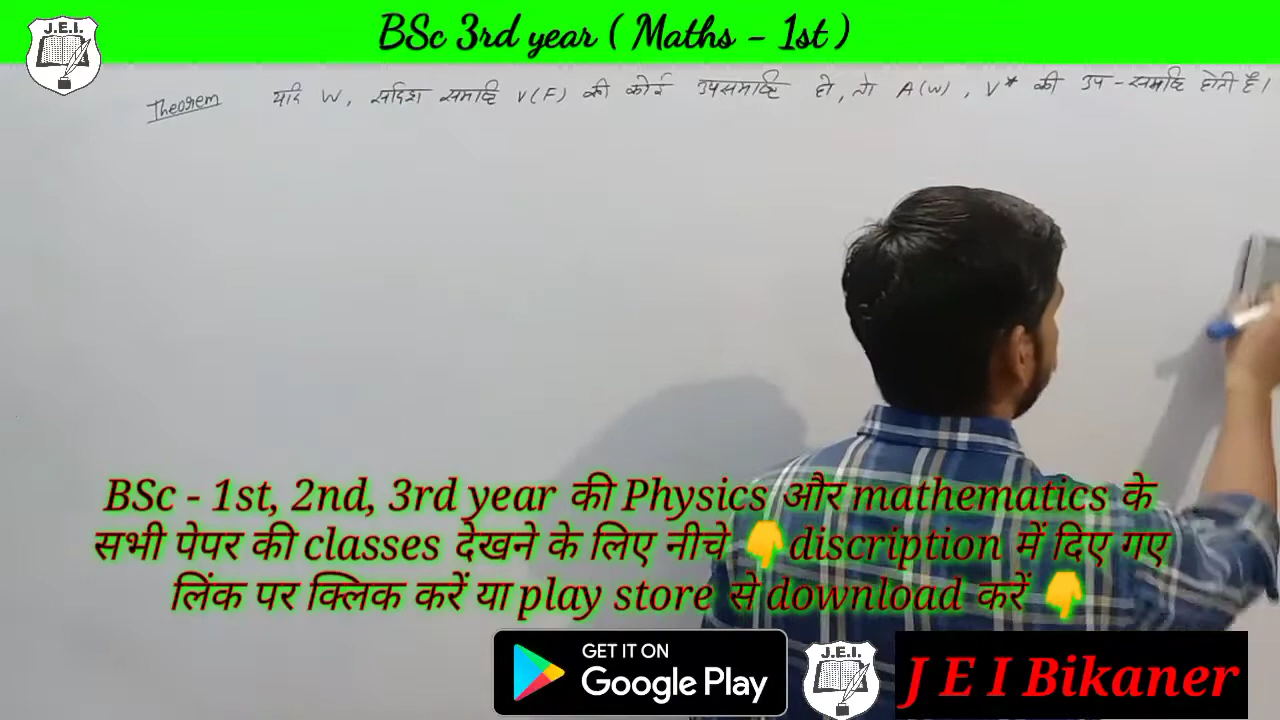 J.E.I.
BSc 3rd year ( Maths - 1st )
Theorem यदि W, सदिश समष्टि V(F) की कोई उपसमष्टि हो, तो A(W), V* की उप-समष्टि होती है।
BSc - 1st, 2nd, 3rd year की Physics और mathematics के
सभी पेपर की classes देखने के लिए नीचे 👇 discription में दिए गए
लिंक पर क्लिक करें या play store से download करें 👇
GET IT ON
Google Play
J.E.I.
J E I Bikaner